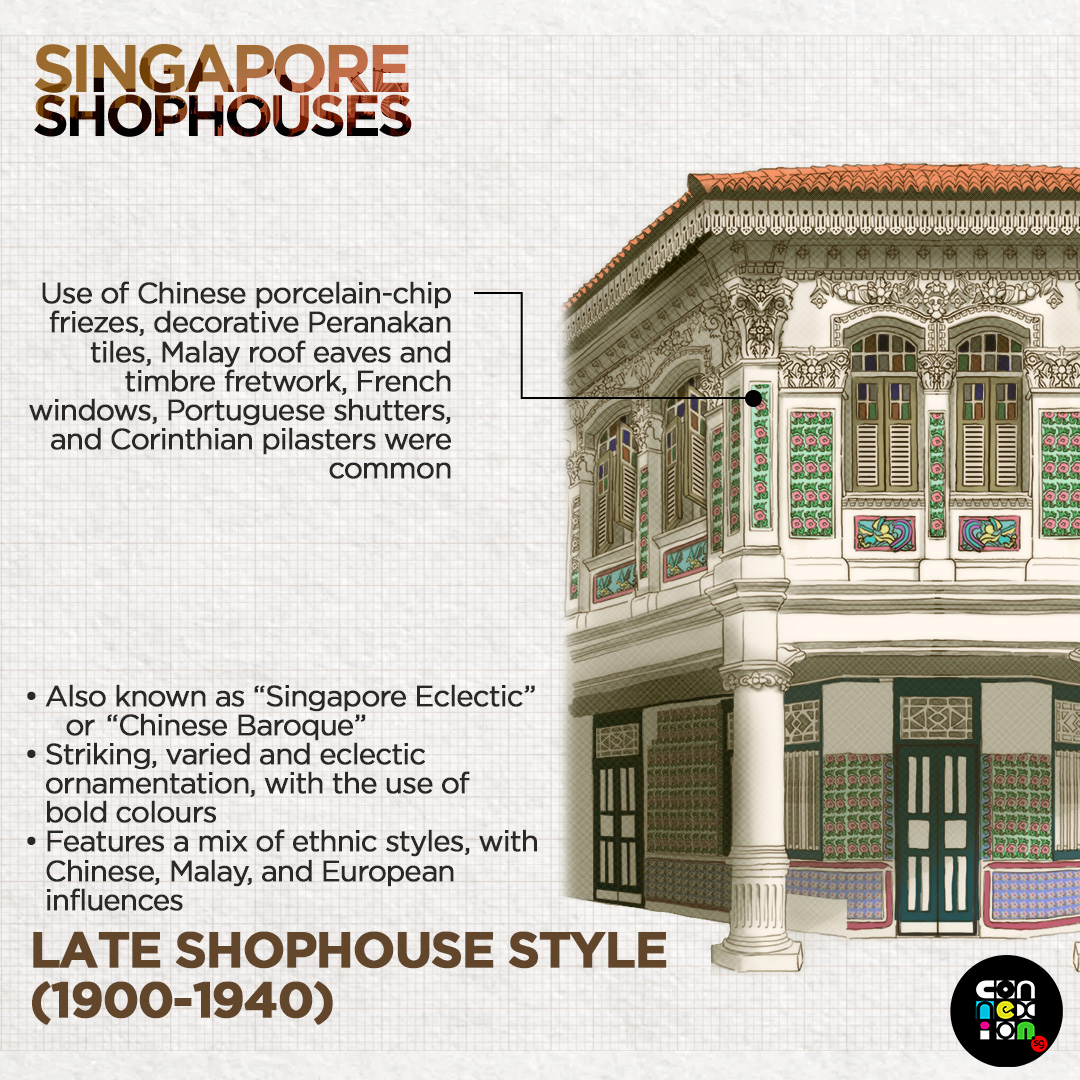 SINGAPORE
SHOPHOUSES
Use of Chinese porcelain-chip
friezes, decorative Peranakan
tiles, Malay roof eaves and
timbre fretwork, French
windows, Portuguese shutters,
and Corinthian pilasters were
common
• Also known as “Singapore Eclectic”
or “Chinese Baroque”
• Striking, varied and eclectic
ornamentation, with the use of
bold colours
• Features a mix of ethnic styles, with
Chinese, Malay, and European
influences
LATE SHOPHOUSE STYLE
(1900-1940)
con
nex
ion
sg